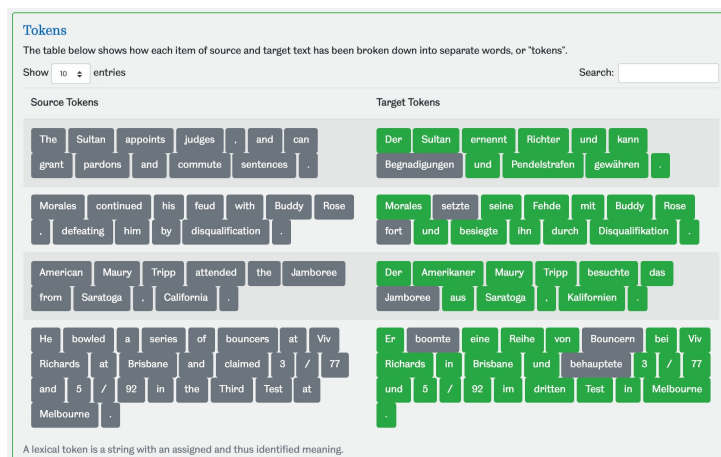 Tokens
The table below shows how each item of source and target text has been broken down into separate words, or "tokens".
Show 10 entries
Search:
Source Tokens
Target Tokens
The Sultan appoints judges , and can
grant pardons and commute sentences .
Der Sultan ernennt Richter und kann
Begnadigungen und Pendelstrafen gewähren .
Morales continued his feud with Buddy Rose
, defeating him by disqualification .
Morales setzte seine Fehde mit Buddy Rose
fort und besiegte ihn durch Disqualifikation .
American Maury Tripp attended the Jamboree
from Saratoga , California .
Der Amerikaner Maury Tripp besuchte das
Jamboree aus Saratoga , Kalifornien .
He bowled a series of bouncers at Viv
Richards at Brisbane and claimed 3 / 77
and 5 / 92 in the Third Test at
Melbourne .
Er boomte eine Reihe von Bouncern bei Viv
Richards in Brisbane und behauptete 3 / 77
und 5 / 92 im dritten Test in Melbourne
.
A lexical token is a string with an assigned and thus identified meaning.